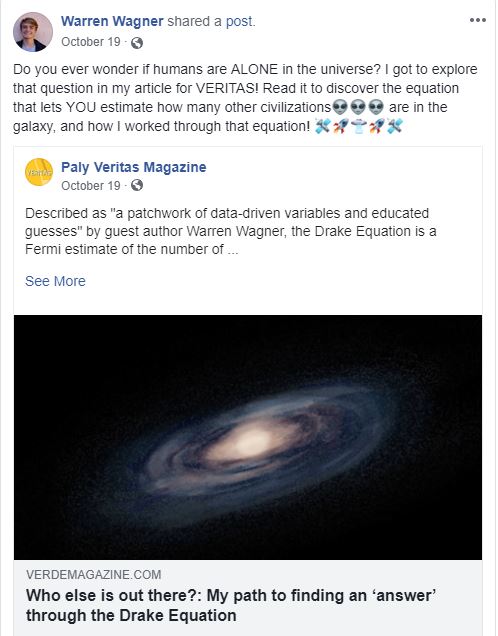 Warren Wagner shared a post.
October 19 ·
Do you ever wonder if humans are ALONE in the universe? I got to explore
that question in my article for VERITAS! Read it to discover the equation
that lets YOU estimate how many other civilizations👽👽👽 are in the
galaxy, and how I worked through that equation! 🛠🚀👚🚀🛠
Paly Veritas Magazine
October 19 ·
Described as "a patchwork of data-driven variables and educated
guesses" by guest author Warren Wagner, the Drake Equation is a
Fermi estimate of the number of ...
See More
VERDEMAGAZINE.COM
Who else is out there?: My path to finding an ‘answer’
through the Drake Equation